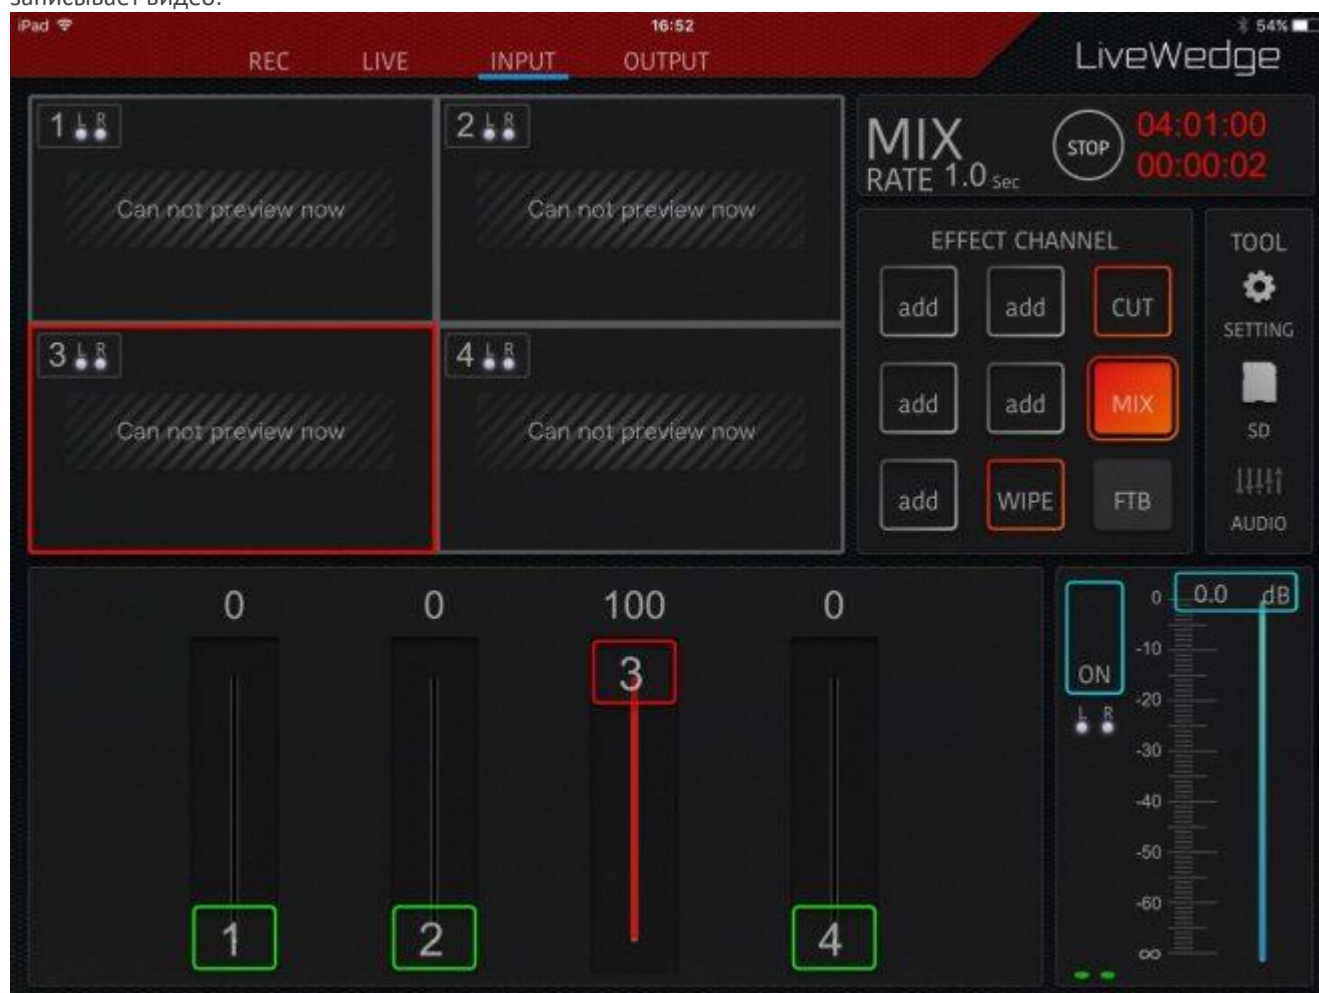 записывает видео.
iPad 16:52 54%
REC LIVE INPUT OUTPUT LiveWedge
1 L R
Can not preview now
2 L R
Can not preview now
3 L R
Can not preview now
4 L R
Can not preview now
MIX
RATE 1.0 Sec
STOP
04:01:00
00:00:02
EFFECT CHANNEL
add add CUT
add add MIX
add WIPE FTB
TOOL
SETTING
SD
AUDIO
0 0 100 0
3
1 2 4
ON
L R
0.0 dB
0
-10
-20
-30
-40
-50
-60
∞